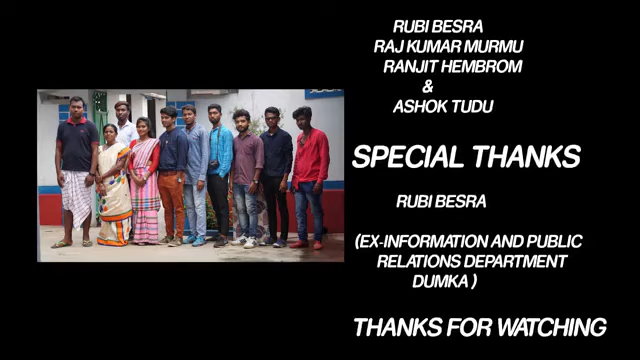 RUBI BESRA
RAJ KUMAR MURMU
RANJIT HEMBROM
&
ASHOK TUDU
SPECIAL THANKS
RUBI BESRA
(EX-INFORMATION AND PUBLIC
RELATIONS DEPARTMENT
DUMKA )
THANKS FOR WATCHING